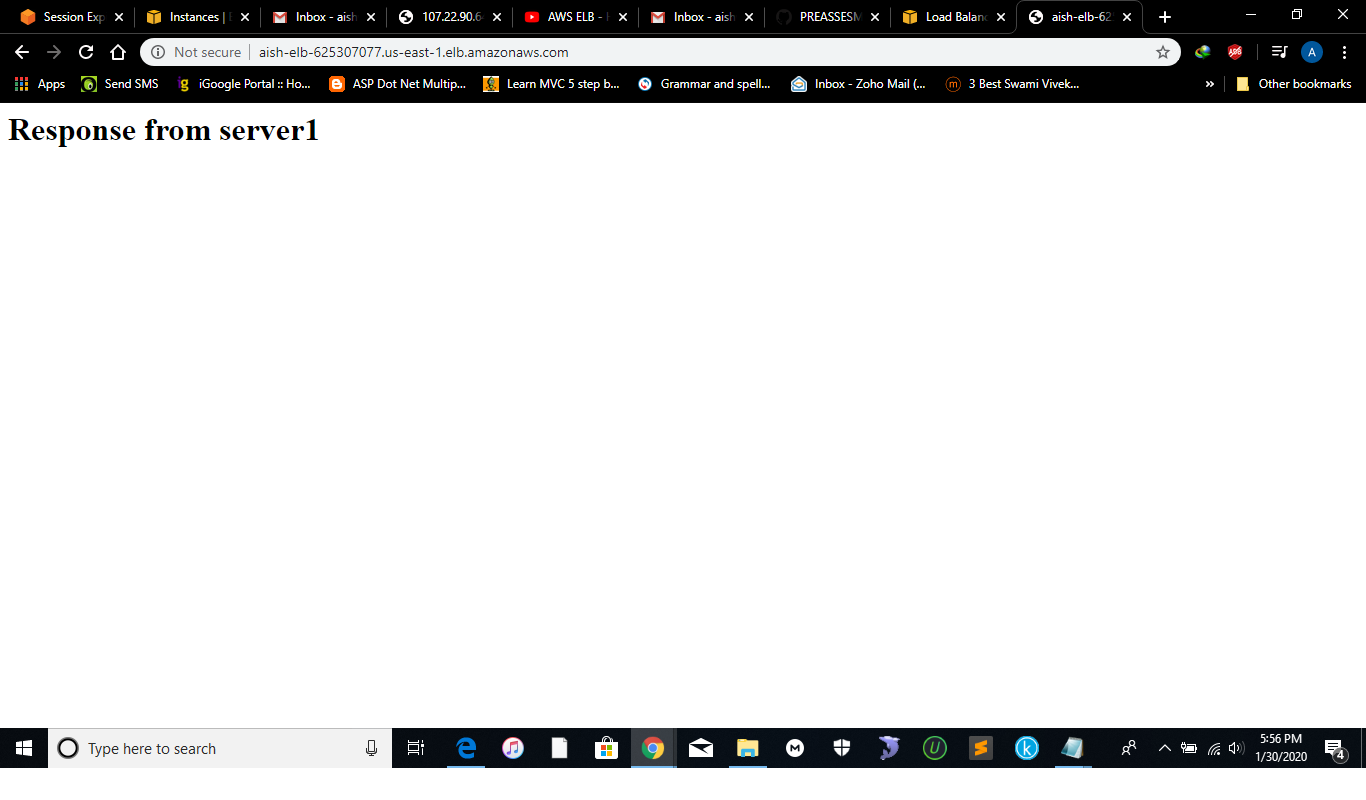 Session Exp
Instances | E
Inbox - aish
107.22.90.6
AWS ELB - H
Inbox - aish
PREASSESM
Load Balanc
aish-elb-625
Not secure
aish-elb-625307077.us-east-1.elb.amazonaws.com
ABP
A
Apps
Send SMS
iGoogle Portal :: Ho...
ASP Dot Net Multip...
Learn MVC 5 step b...
Grammar and spell...
Inbox - Zoho Mail (...
3 Best Swami Vivek...
»
Other bookmarks
Response from server1
Type here to search
5:56 PM
1/30/2020
4